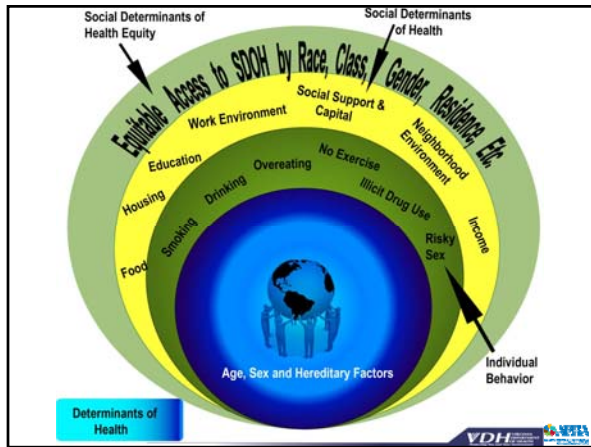 Social Determinants of
Health Equity
Social Determinants
of Health
Equitable Access to SDOH by Race, Class, Gender, Residence, Etc.
Food
Housing
Education
Work Environment
Social Support &
Capital
Neighborhood
Environment
Income
Smoking
Drinking
Overeating
No Exercise
Illicit Drug Use
Risky
Sex
Individual
Behavior
Age, Sex and Hereditary Factors
Determinants of
Health
VDH